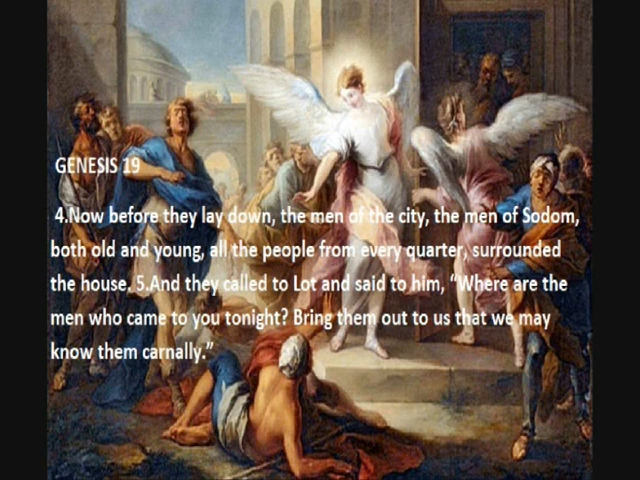 GENESIS 19
4.Now before they lay down, the men of the city, the men of Sodom,
both old and young, all the people from every quarter, surrounded
the house. 5.And they called to Lot and said to him, “Where are the
men who came to you tonight? Bring them out to us that we may
know them carnally.”